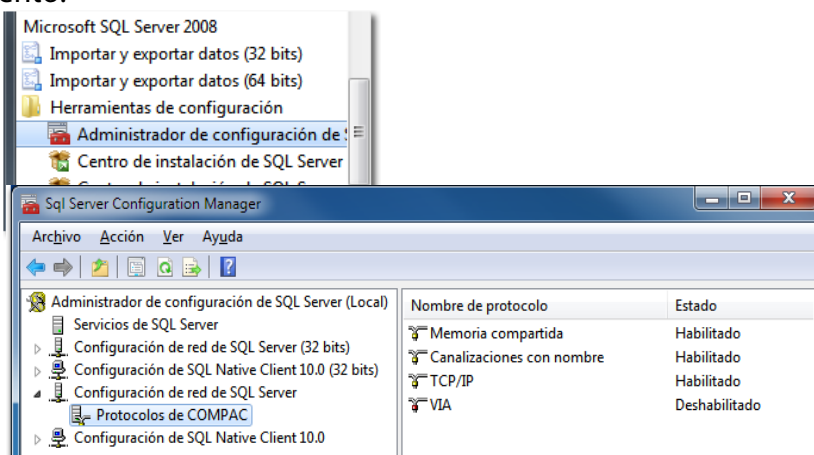 Microsoft SQL Server 2008
Importar y exportar datos (32 bits)
Importar y exportar datos (64 bits)
Herramientas de configuración
Administrador de configuración de
Centro de instalación de SQL Server
Sql Server Configuration Manager
Archivo Acción Ver Ayuda
Administrador de configuración de SQL Server (Local)
Servicios de SQL Server
Configuración de red de SQL Server (32 bits)
Configuración de SQL Native Client 10.0 (32 bits)
Configuración de red de SQL Server
Protocolos de COMPAC
Configuración de SQL Native Client 10.0
Nombre de protocolo Estado
Memoria compartida Habilitado
Canalizaciones con nombre Habilitado
TCP/IP Habilitado
VIA Deshabilitado